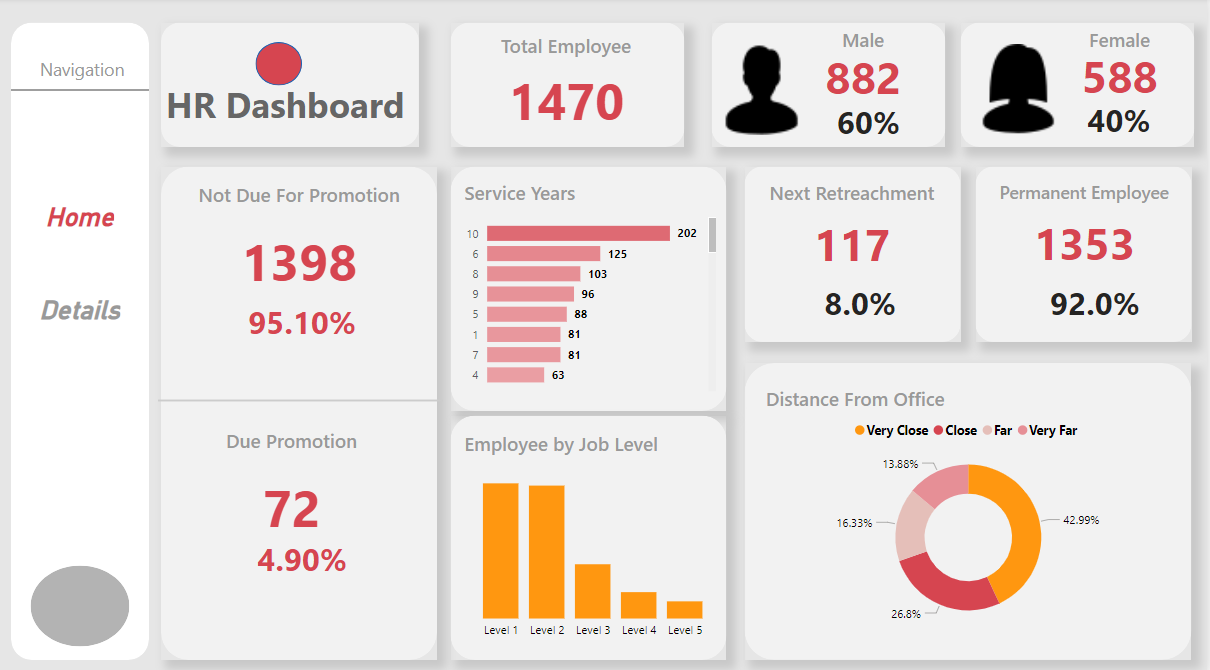 Navigation
Home
Details
HR Dashboard
Total Employee
1470
Male
882
60%
Female
588
40%
Not Due For Promotion
1398
95.10%
Due Promotion
72
4.90%
Service Years
10 202
6 125
8 103
9 96
5 88
1 81
7 81
4 63
Employee by Job Level
Level 1 Level 2 Level 3 Level 4 Level 5
Next Retreachment
117
8.0%
Permanent Employee
1353
92.0%
Distance From Office
Very Close Close Far Very Far
13.88%
42.99%
16.33%
26.8%